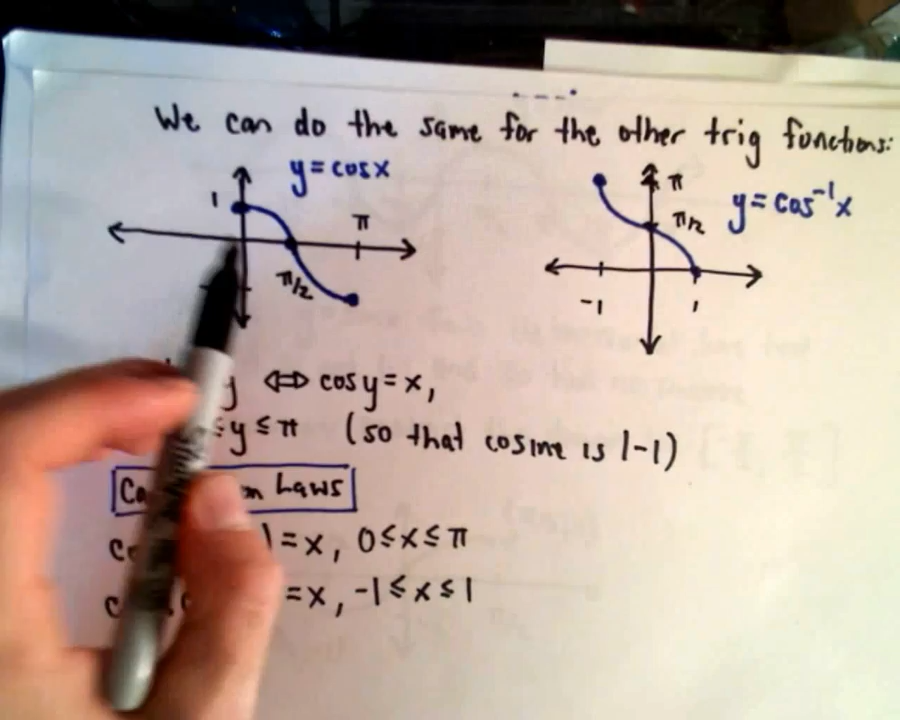 We can do the same for the other trig functions:
y = cos x
1
π
π/2
π
π/2
y = cos⁻¹x
-1
1
y ⇔ cos y = x,
≤ y ≤ π (so that cosine is 1-1)
Laws
= x, 0 ≤ x ≤ π
= x, -1 ≤ x ≤ 1